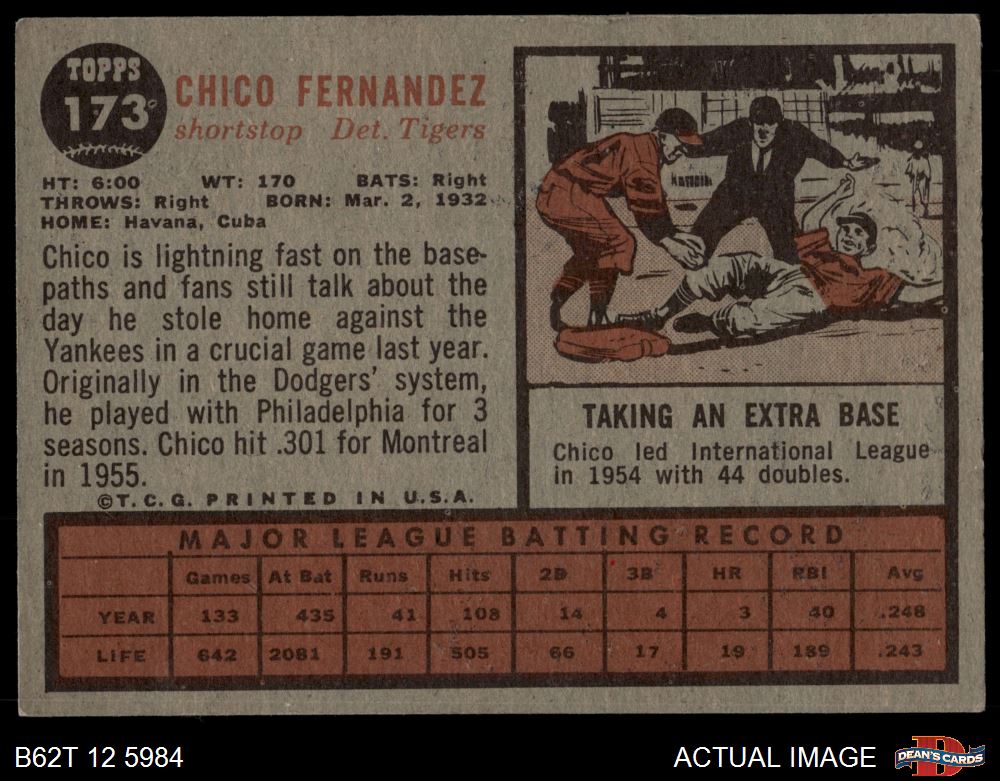 TOPPS
173
CHICO FERNANDEZ
shortstop Det. Tigers
HT: 6:00 WT: 170 BATS: Right
THROWS: Right BORN: Mar. 2, 1932
HOME: Havana, Cuba
Chico is lightning fast on the base-
paths and fans still talk about the
day he stole home against the
Yankees in a crucial game last year.
Originally in the Dodgers' system,
he played with Philadelphia for 3
seasons. Chico hit .301 for Montreal
in 1955.
©T.C.G. PRINTED IN U.S.A.
TAKING AN EXTRA BASE
Chico led International League
in 1954 with 44 doubles.
MAJOR LEAGUE BATTING RECORD
Games At Bat Runs Hits 2B 3B HR RBI Avg
YEAR 133 435 41 108 14 4 3 40 .248
LIFE 642 2081 191 505 66 17 19 189 .243
B62T 12 5984
ACTUAL IMAGE
D
DEAN'S CARDS